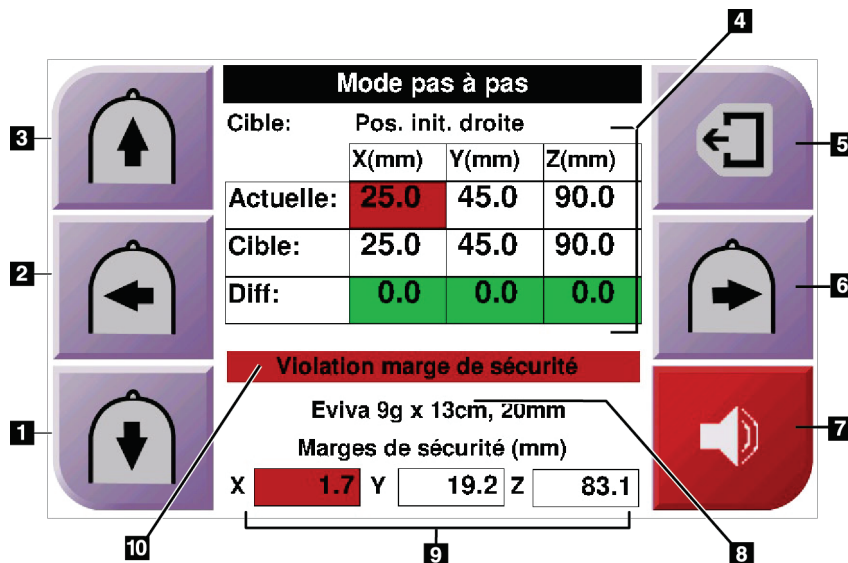 4
Mode pas à pas
Cible: Pos. init. droite
3
5
X(mm) Y(mm) Z(mm)
Actuelle: 25.0 45.0 90.0
Cible: 25.0 45.0 90.0
2
6
Diff: 0.0 0.0 0.0
Violation marge de sécurité
Eviva 9g x 13cm, 20mm
1
7
Marges de sécurité (mm)
X 1.7 Y 19.2 Z 83.1
10
9
8